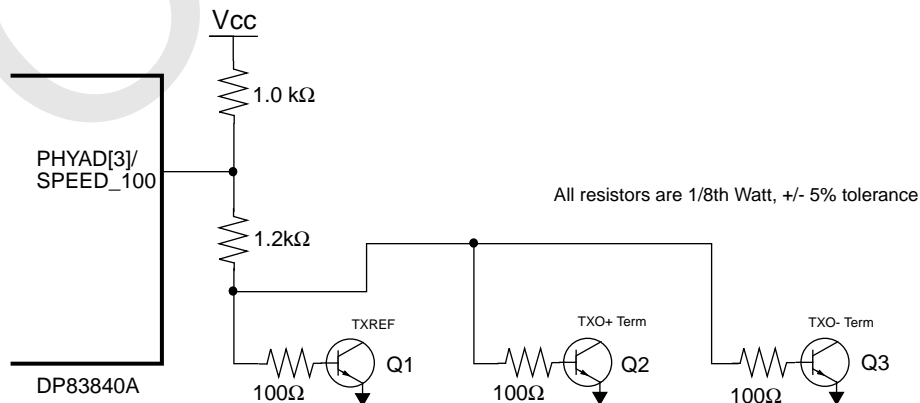 Vcc
1.0 kΩ
PHYAD[3]/
SPEED_100
All resistors are 1/8th Watt, +/- 5% tolerance
1.2kΩ
TXREF
TXO+ Term
TXO- Term
Q1
Q2
Q3
100Ω
100Ω
100Ω
DP83840A